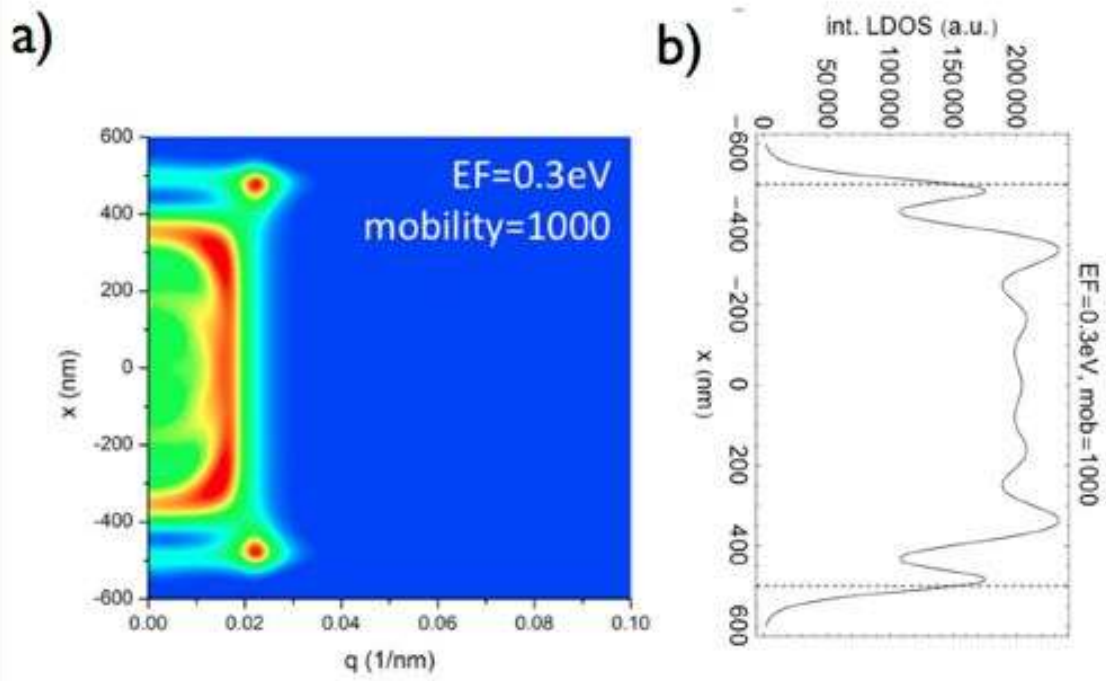 a)
600
400
200
0
-200
-400
-600
x (nm)
0.00 0.02 0.04 0.06 0.08 0.10
q (1/nm)
EF=0.3eV
mobility=1000
b)
int. LDOS (a.u.)
0 50 000 100 000 150 000 200 000
-600
-400
-200
0
200
400
600
x (nm)
EF=0.3eV, mob=1000